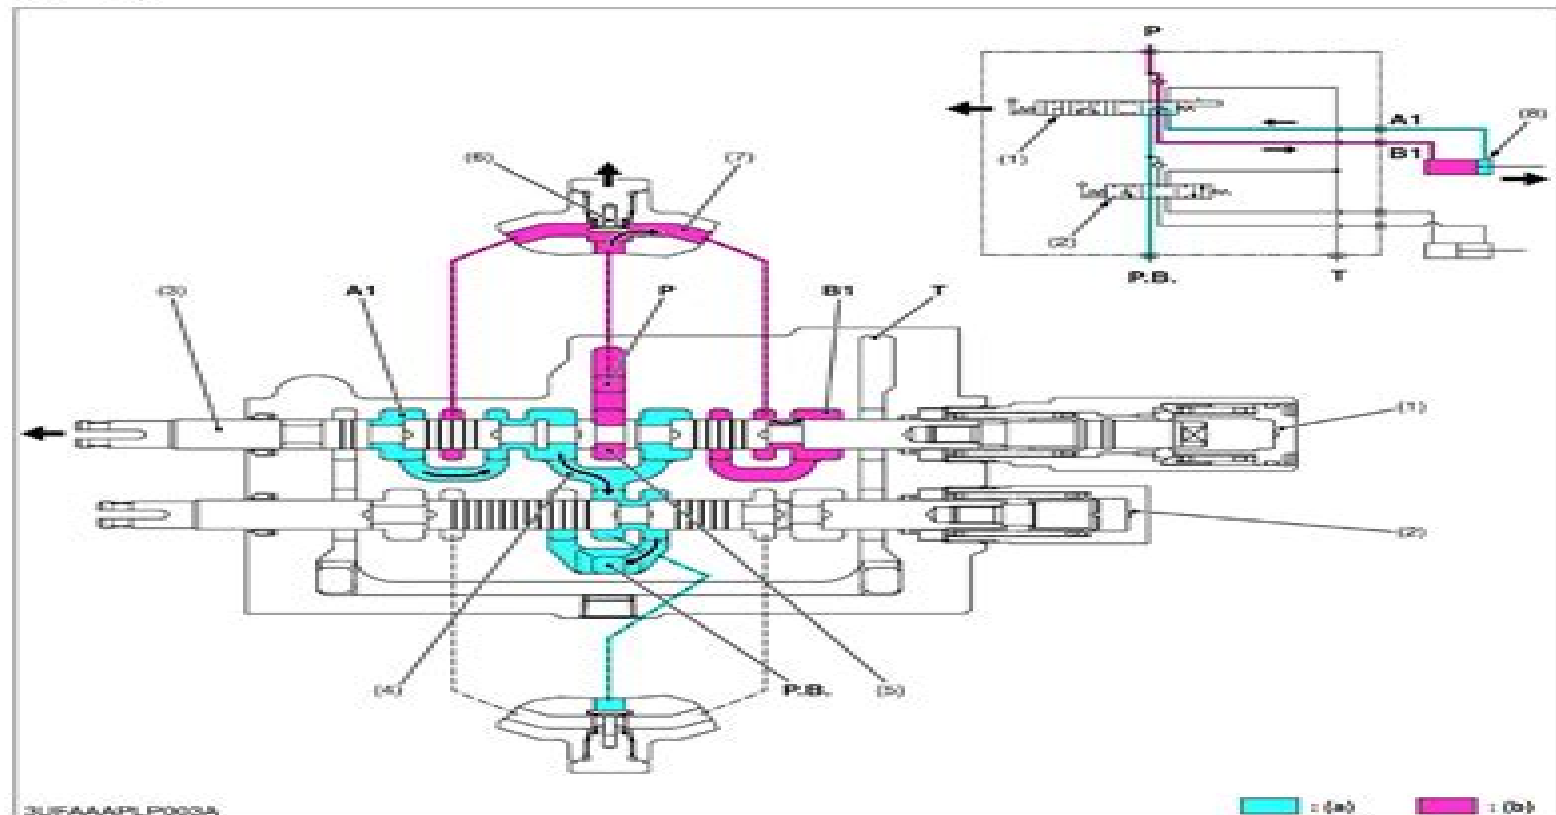 P
A1
(8)
B1
(1)
(2)
P.B.
T
(6)
(7)
(3)
A1
P
B1
T
(1)
(2)
(4)
P.B.
(5)
3UFAAAPLP003A
: (a)
: (b)